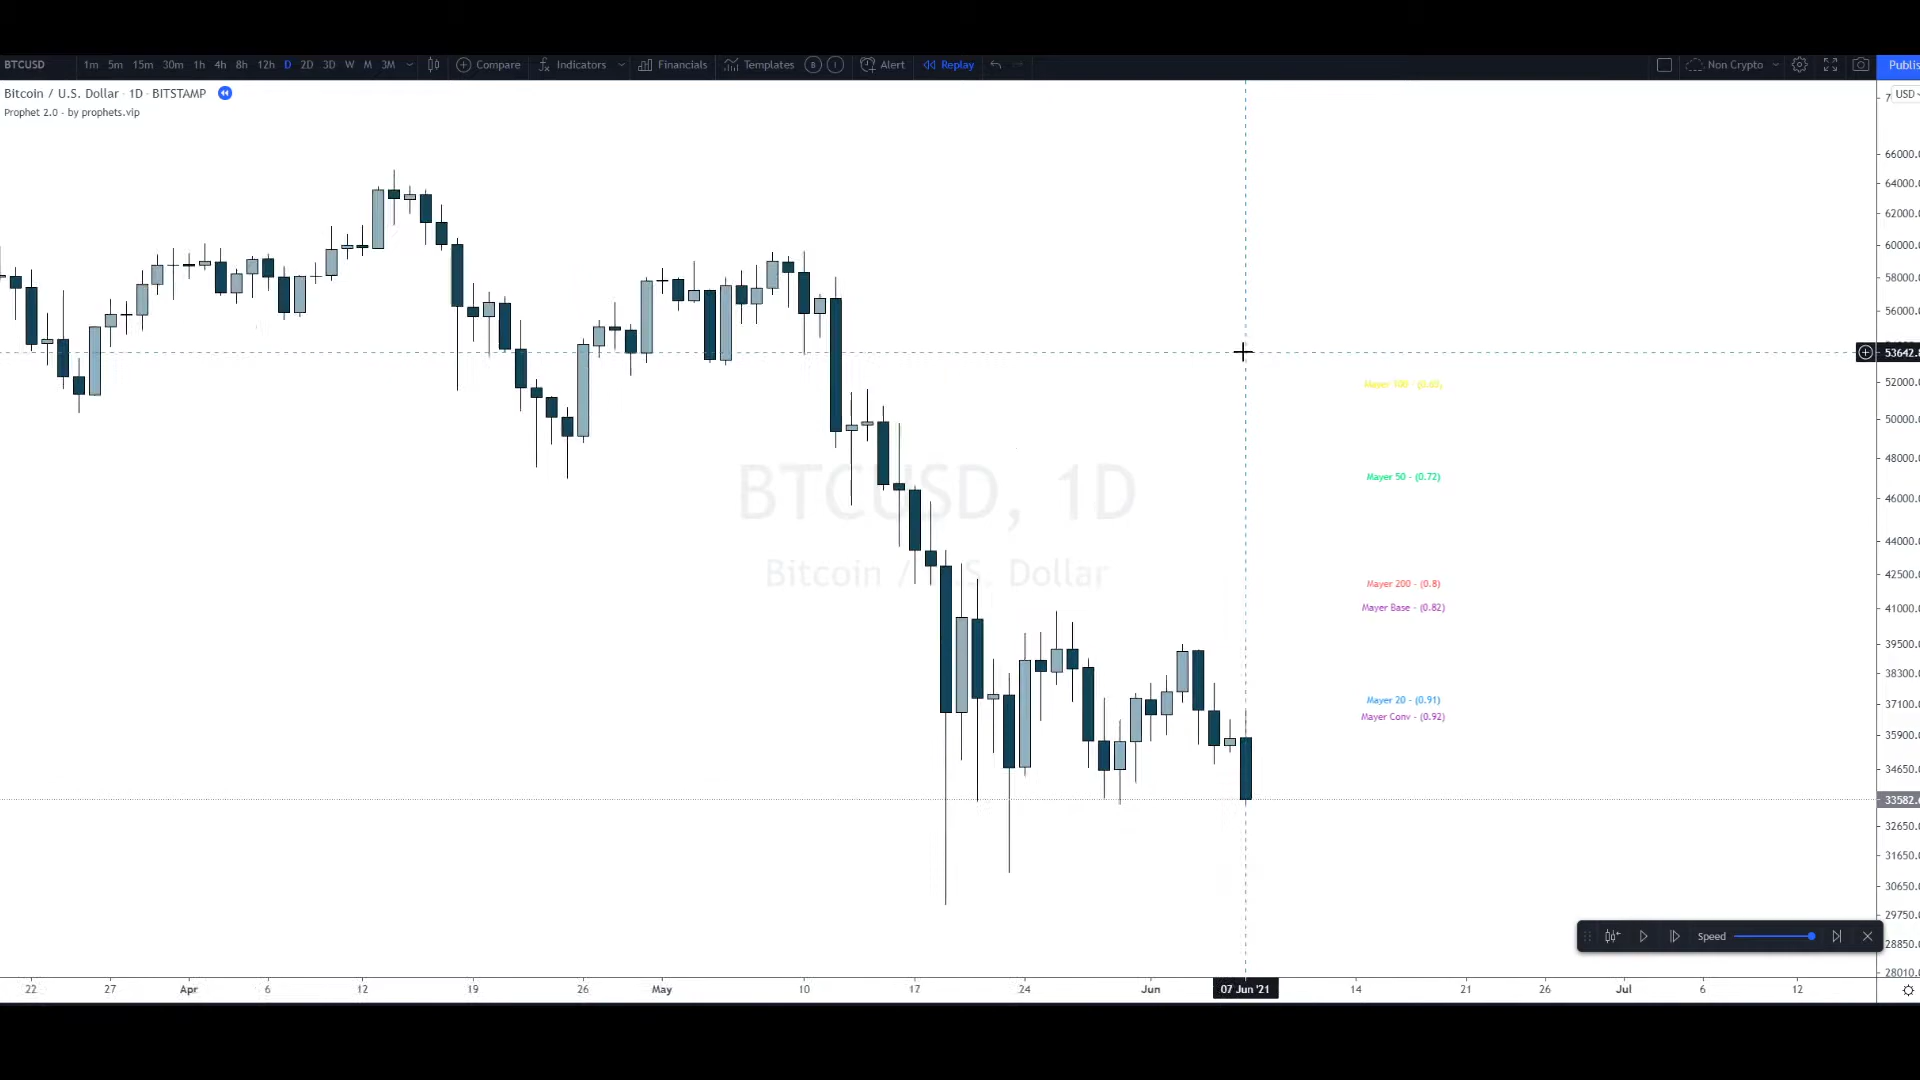 BTCUSD 1m 5m 15m 30m 1h 4h 8h 12h D 2D 3D W M 3M Compare Indicators Financials Templates B I Alert Replay Non Crypto Publis
Bitcoin / U.S. Dollar · 1D · BITSTAMP
USD
Prophet 2.0 - by prophets.vip
66000.
64000.
62000.
60000.
58000.
56000.
53642.
Mayer 100 - (0.65)
52000.
50000.
48000.
Mayer 50 - (0.72)
BTCUSD, 1D
46000.
44000.
Bitcoin / U.S. Dollar
42500.
Mayer 200 - (0.8)
Mayer Base - (0.82)
41000.
39500.
38300.
Mayer 20 - (0.91)
37100.
Mayer Conv - (0.92)
35900.
34650.
33582.
32650.
31650.
30650.
29750.
Speed
28850.
28010.
22 27 Apr 6 12 19 26 May 10 17 24 Jun 07 Jun '21 14 21 26 Jul 6 12